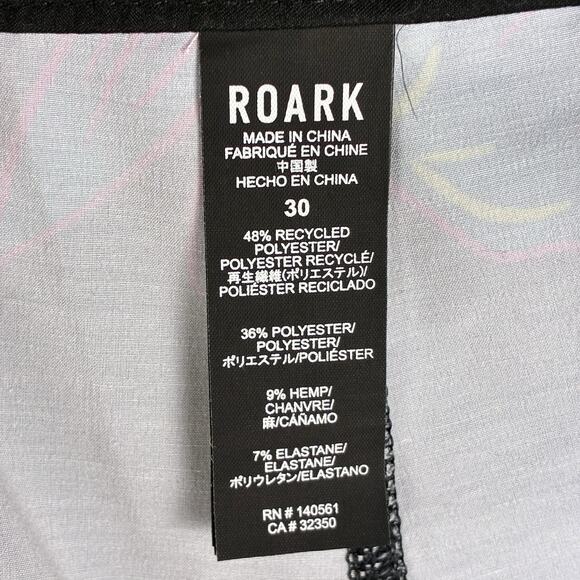 ROARK
MADE IN CHINA
FABRIQUÉ EN CHINE
中国製
HECHO EN CHINA
30
48% RECYCLED
POLYESTER/
POLYESTER RECYCLÉ/
再生繊維(ポリエステル)/
POLIÉSTER RECICLADO
36% POLYESTER/
POLYESTER/
ポリエステル/POLIÉSTER
9% HEMP/
CHANVRE/
麻/CÁÑAMO
7% ELASTANE/
ELASTANE/
ポリウレタン/ELASTANO
RN # 140561
CA # 32350